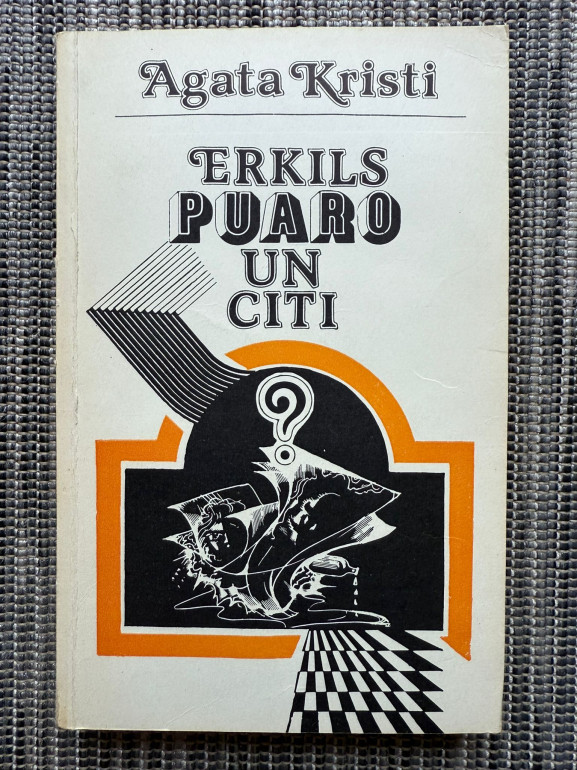 Agata Kristi
ERKILS
PUARO
UN
CITI
?